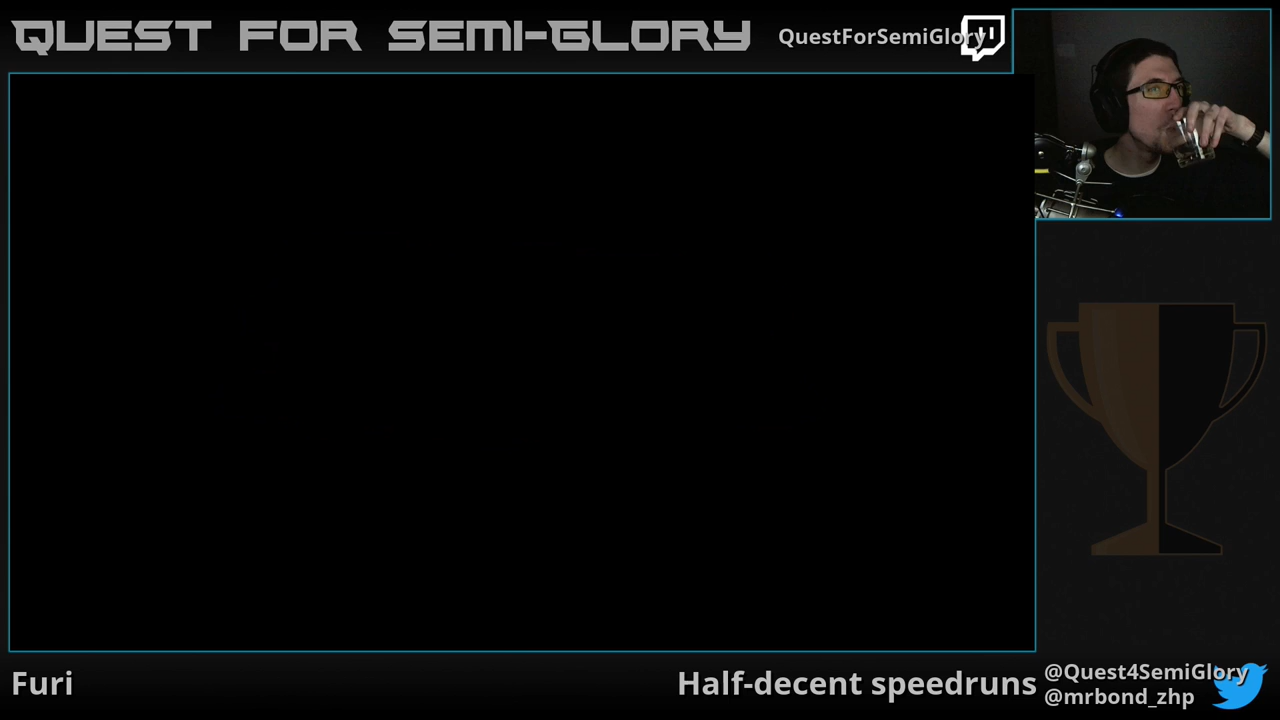 QUEST FOR SEMI-GLORY
QuestForSemiGlory
Furi
Half-decent speedruns
@Quest4SemiGlory
@mrbond_zhp